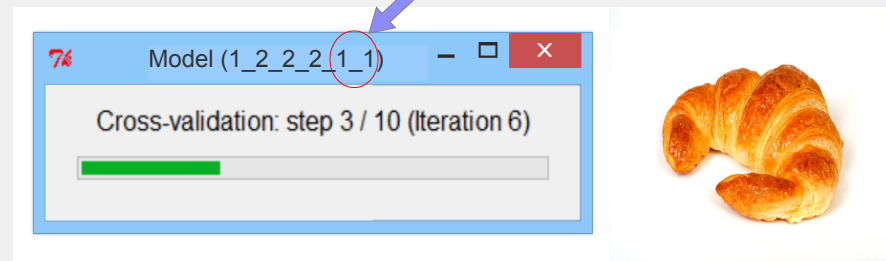 Model (1_2_2_2_1_1)
Cross-validation: step 3 / 10 (Iteration 6)